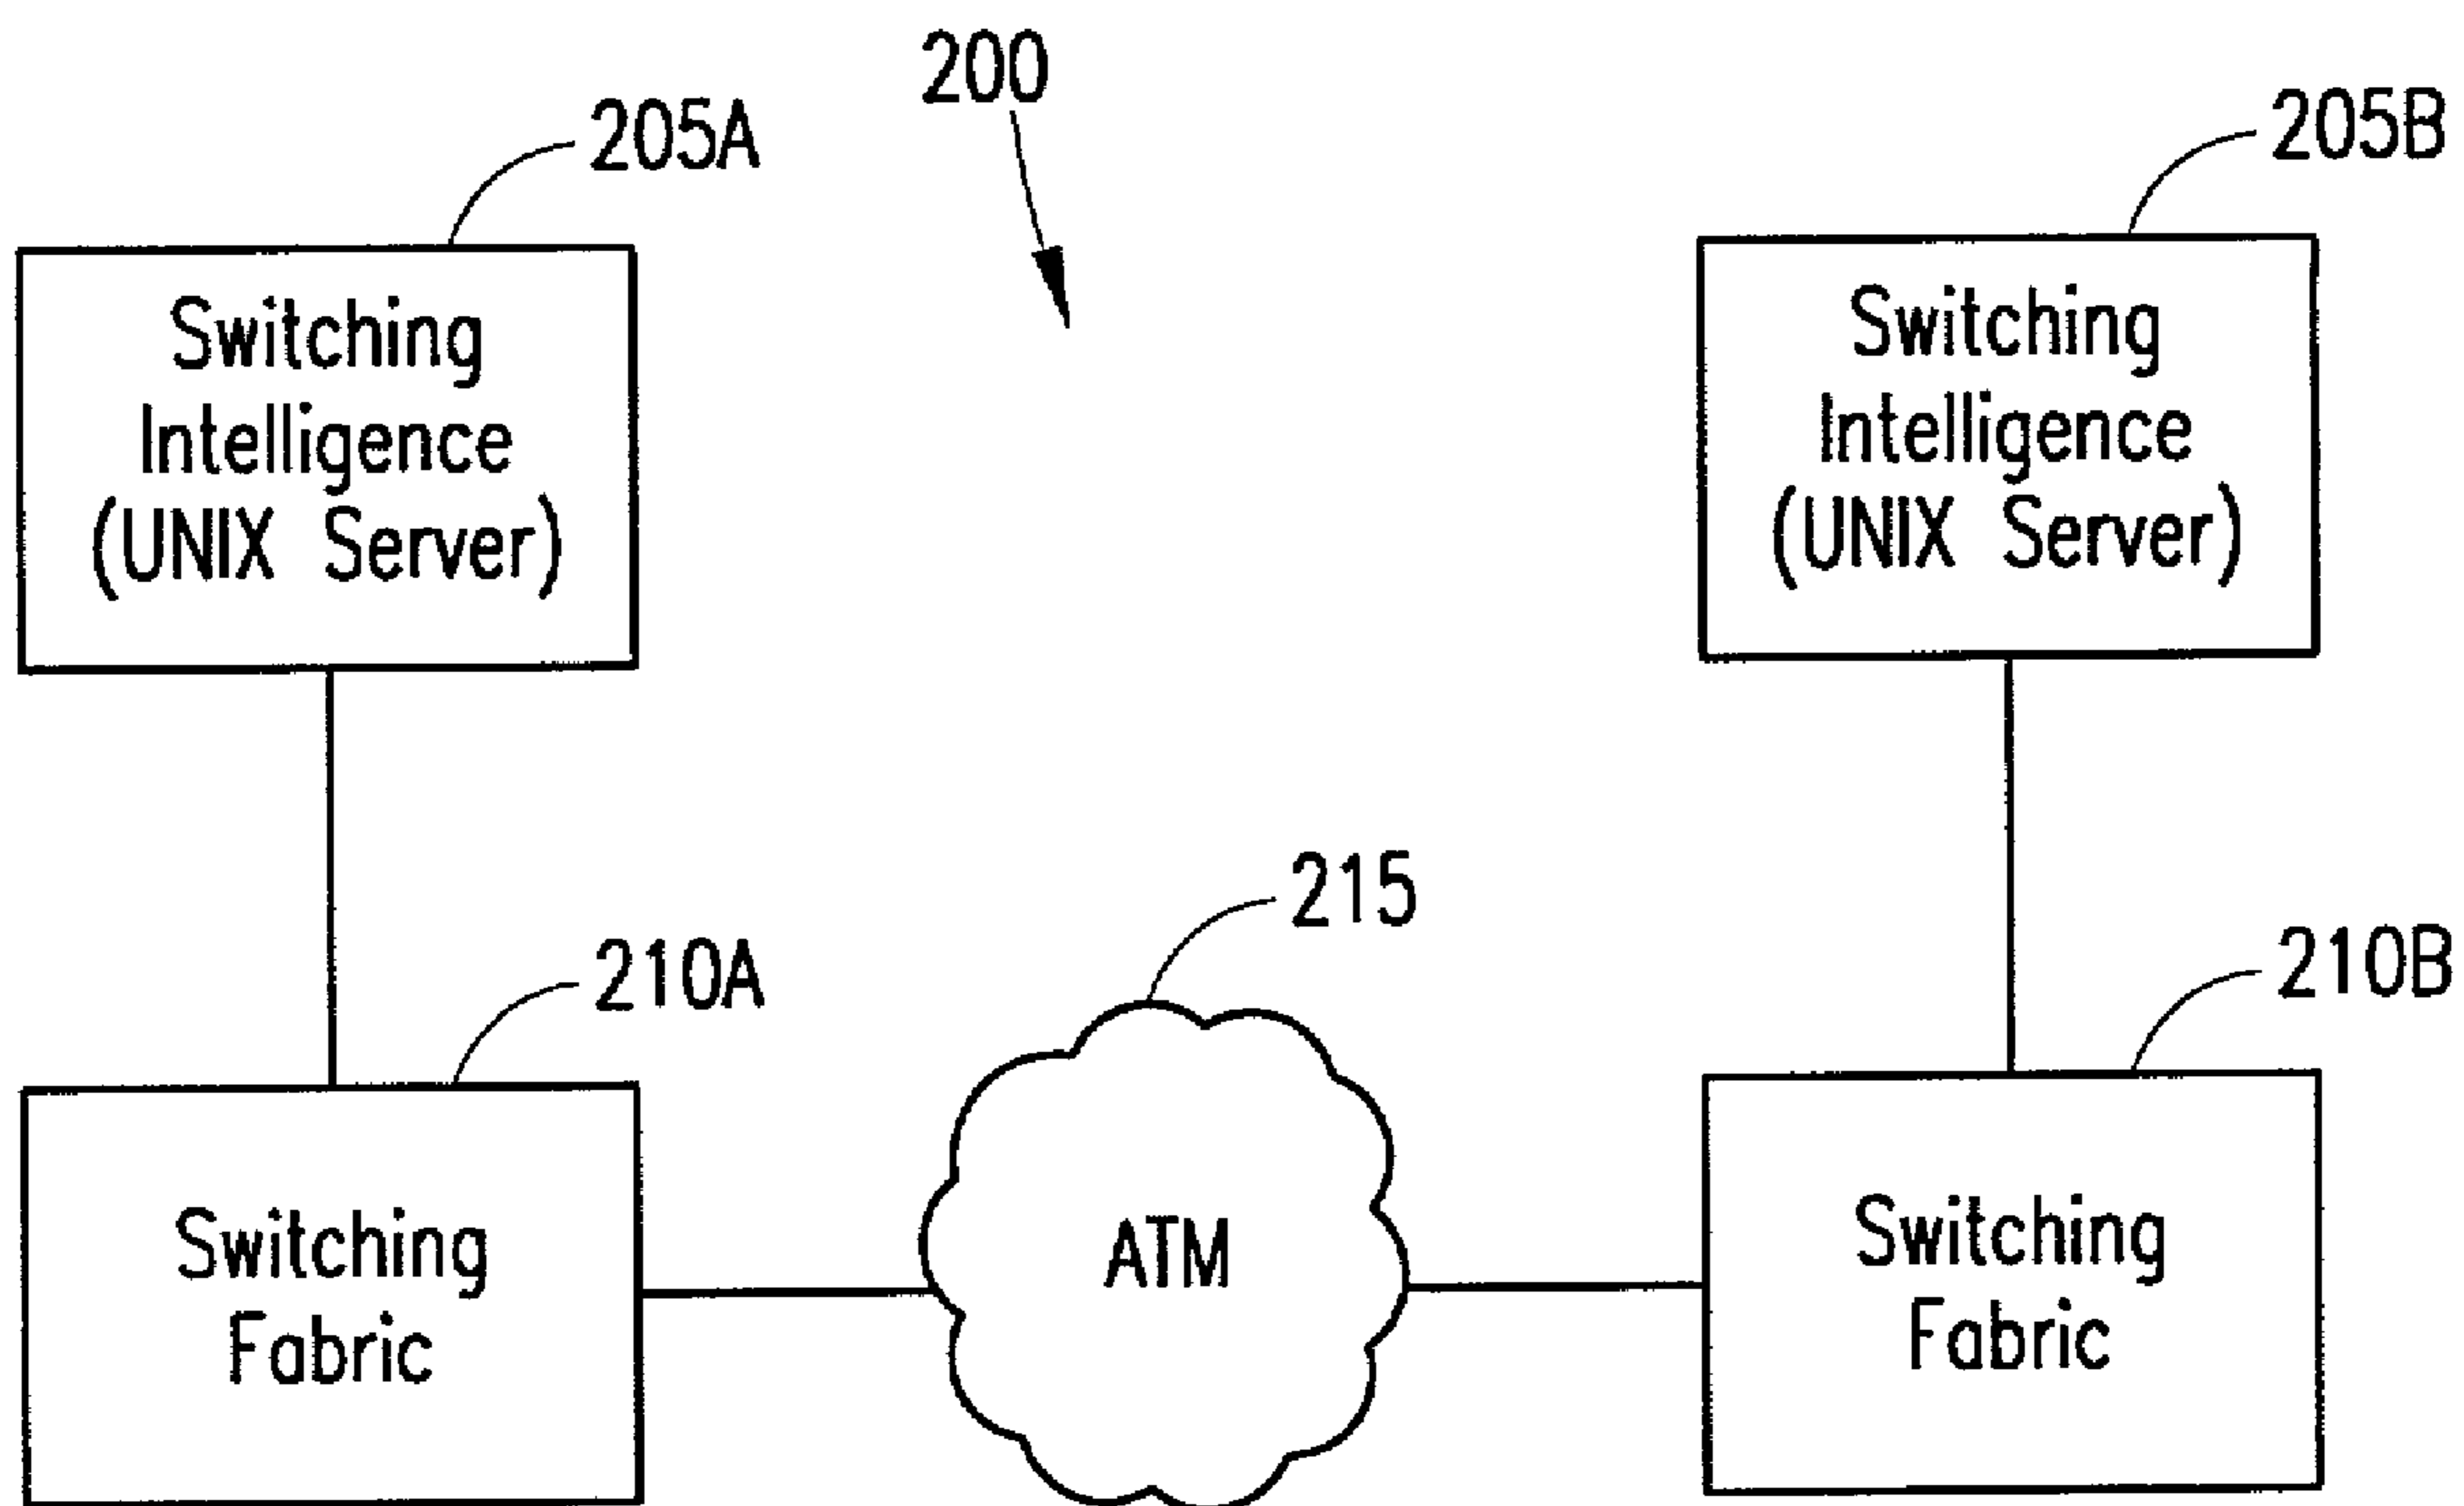 200
205A
205B
Switching
Intelligence
(UNIX Server)
Switching
Intelligence
(UNIX Server)
215
210A
210B
Switching
Fabric
ATM
Switching
Fabric